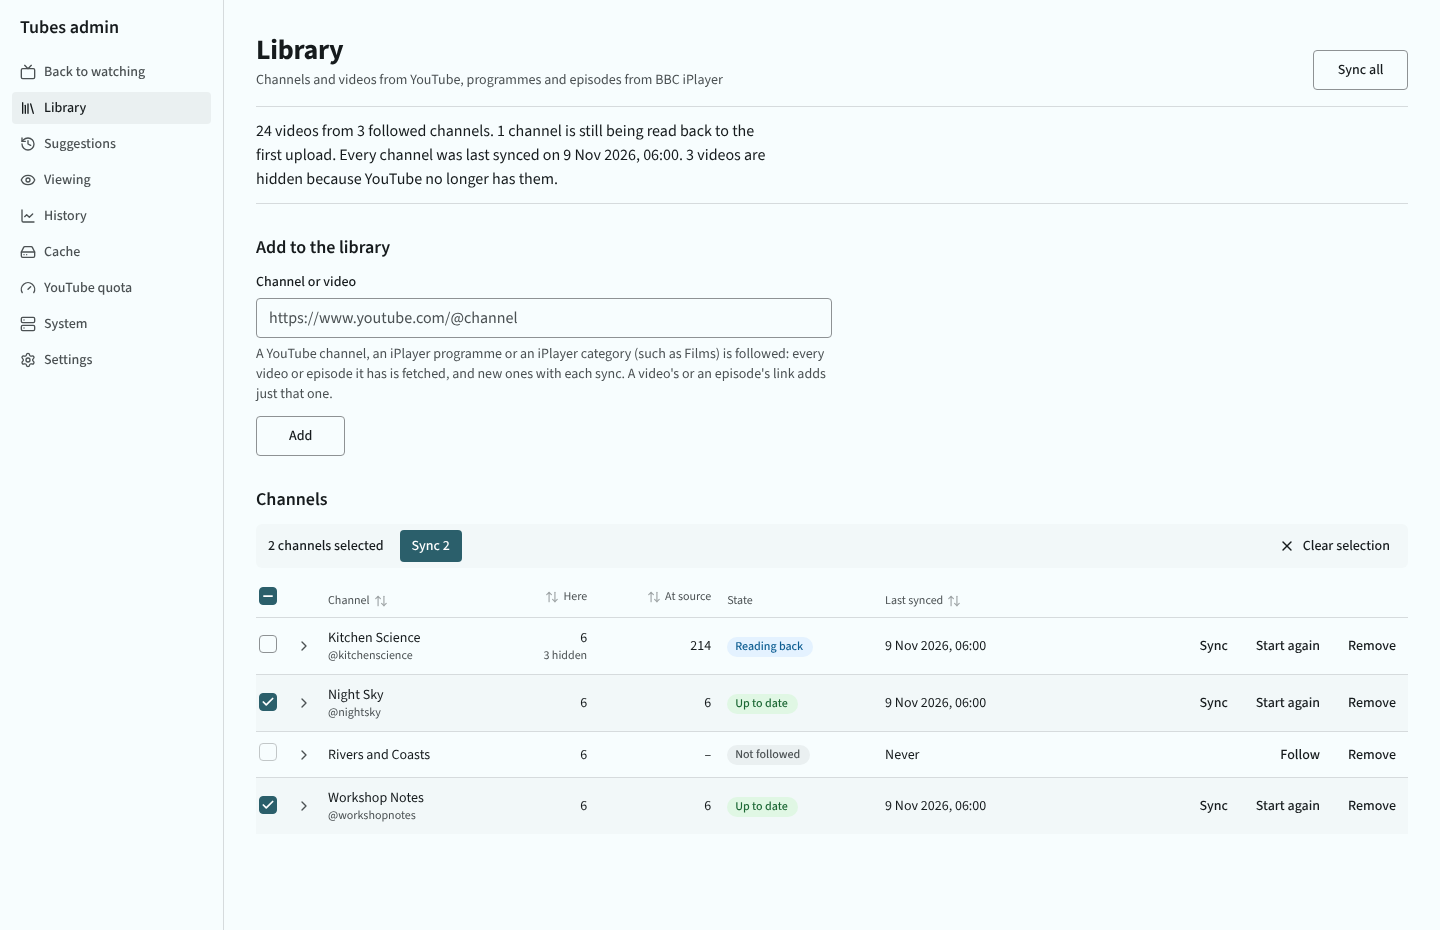 Tubes admin
Back to watching
Library
Suggestions
Viewing
History
Cache
YouTube quota
System
Settings
Library
Channels and videos from YouTube, programmes and episodes from BBC iPlayer
Sync all
24 videos from 3 followed channels. 1 channel is still being read back to the
first upload. Every channel was last synced on 9 Nov 2026, 06:00. 3 videos are
hidden because YouTube no longer has them.
Add to the library
Channel or video
https://www.youtube.com/@channel
A YouTube channel, an iPlayer programme or an iPlayer category (such as Films) is followed: every
video or episode it has is fetched, and new ones with each sync. A video's or an episode's link adds
just that one.
Add
Channels
2 channels selected Sync 2 Clear selection
Channel Here At source State Last synced
Kitchen Science 6 214 Reading back 9 Nov 2026, 06:00 Sync Start again Remove
@kitchenscience 3 hidden
Night Sky 6 6 Up to date 9 Nov 2026, 06:00 Sync Start again Remove
@nightsky
Rivers and Coasts 6 – Not followed Never Follow Remove
Workshop Notes 6 6 Up to date 9 Nov 2026, 06:00 Sync Start again Remove
@workshopnotes